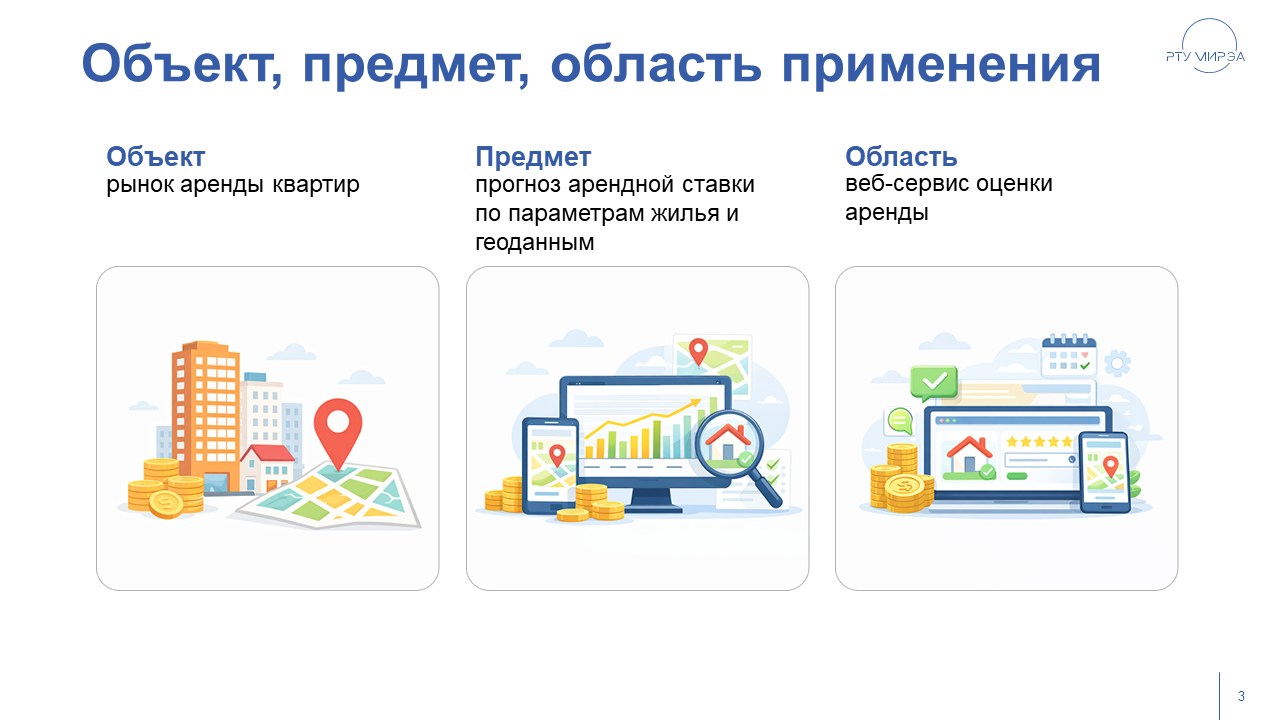 Объект, предмет, область применения
РТУ МИРЭА
Объект
рынок аренды квартир
Предмет
прогноз арендной ставки
по параметрам жилья и
геоданным
Область
веб-сервис оценки
аренды
3